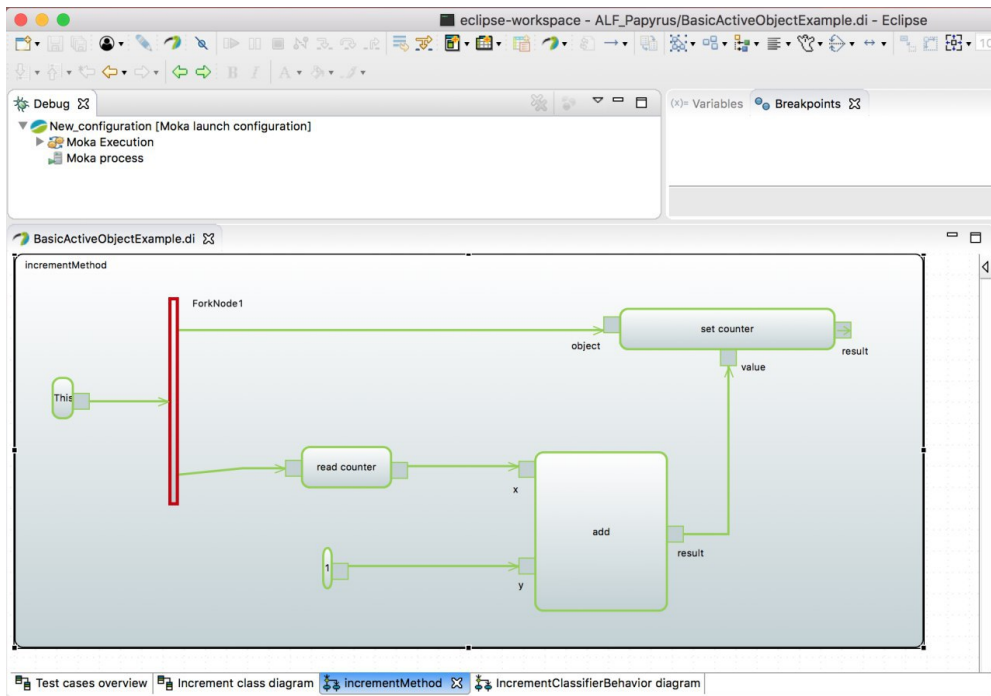 eclipse-workspace - ALF_Papyrus/BasicActiveObjectExample.di - Eclipse
10
B I A
Debug
(x)= Variables Breakpoints
New_configuration [Moka launch configuration]
Moka Execution
Moka process
BasicActiveObjectExample.di
incrementMethod
ForkNode1
set counter
object
result
value
This
read counter
x
add
result
1
y
Test cases overview Increment class diagram incrementMethod IncrementClassifierBehavior diagram